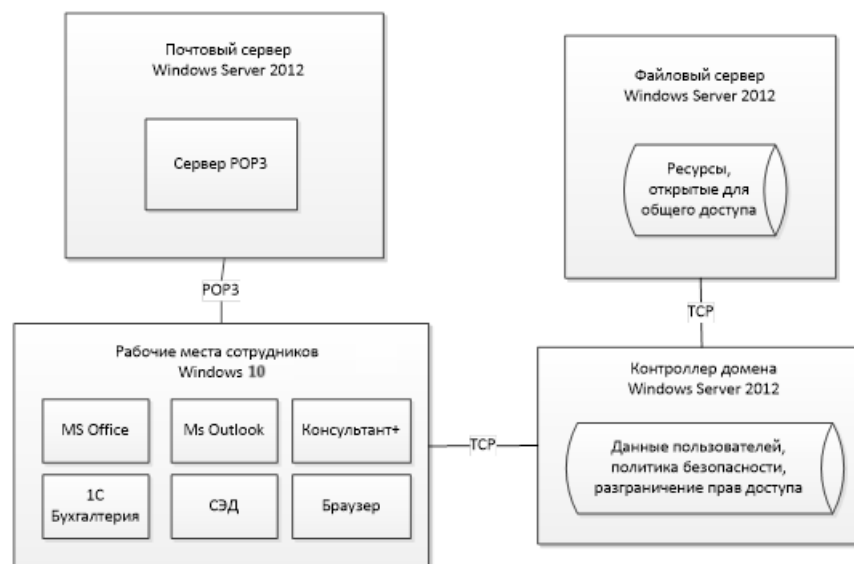 Почтовый сервер
Windows Server 2012
Сервер POP3
POP3
Рабочие места сотрудников
Windows 10
MS Office
Ms Outlook
Консультант+
1С
Бухгалтерия
СЭД
Браузер
TCP
Файловый сервер
Windows Server 2012
Ресурсы,
открытые для
общего доступа
TCP
Контроллер домена
Windows Server 2012
Данные пользователей,
политика безопасности,
разграничение прав доступа